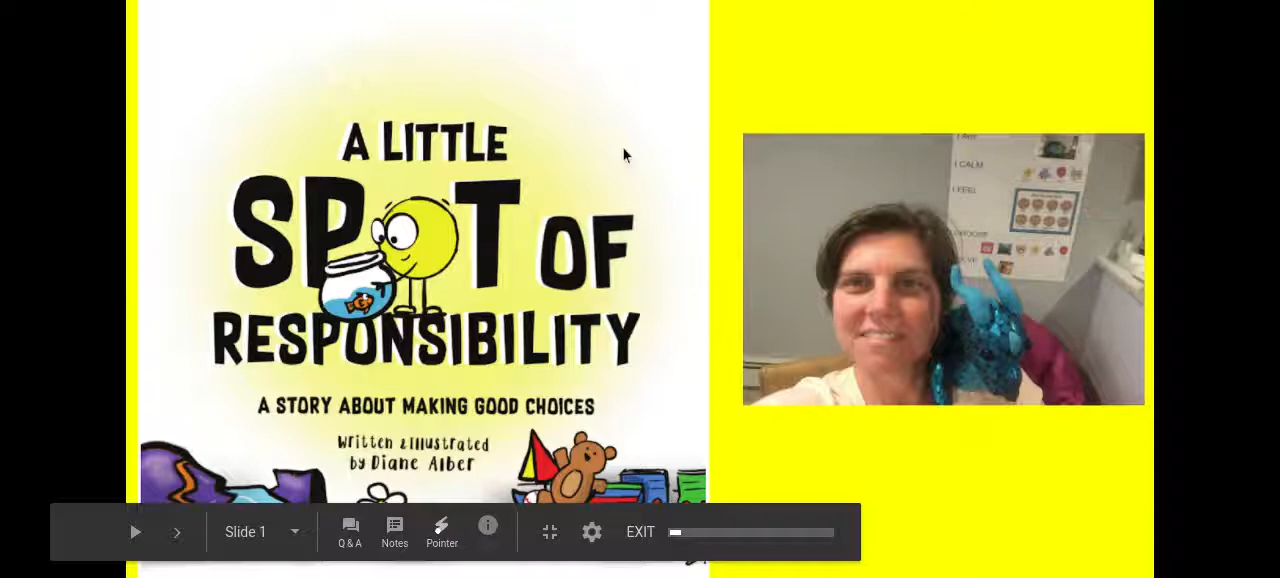 A LITTLE
SPOT OF
RESPONSIBILITY
A STORY ABOUT MAKING GOOD CHOICES
Written & Illustrated
by Diane Alber
I CALM
I FEEL
Slide 1
Q & A
Notes
Pointer
EXIT